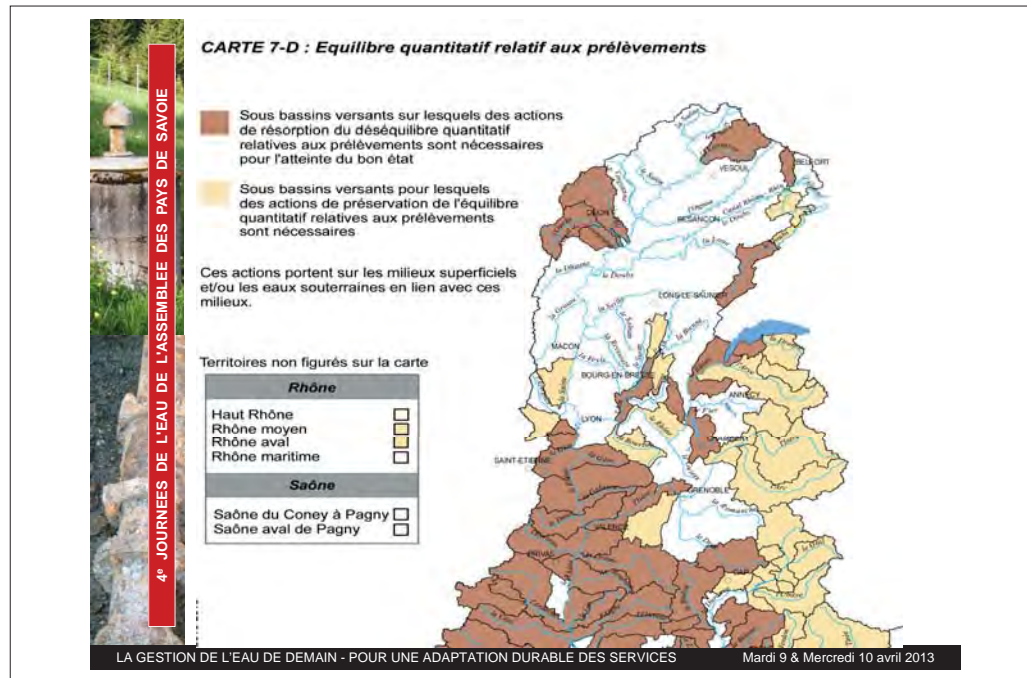 4e JOURNEES DE L'EAU DE L'ASSEMBLEE DES PAYS DE SAVOIE
CARTE 7-D : Equilibre quantitatif relatif aux prélèvements
Sous bassins versants sur lesquels des actions
de résorption du déséquilibre quantitatif
relatives aux prélèvements sont nécessaires
pour l'atteinte du bon état
Sous bassins versants pour lesquels
des actions de préservation de l'équilibre
quantitatif relatives aux prélèvements
sont nécessaires
Ces actions portent sur les milieux superficiels
et/ou les eaux souterraines en lien avec ces
milieux.
Territoires non figurés sur la carte
Rhône
Haut Rhône
Rhône moyen
Rhône aval
Rhône maritime
Saône
Saône du Coney à Pagny
Saône aval de Pagny
VESOUL
BELFORT
DIJON
BESANCON
le Doubs
LONS-LE-SAUNIER
MACON
BOURG-EN-BRESSE
ANNECY
LYON
CHAMBERY
SAINT-ETIENNE
GRENOBLE
VALENCE
PRIVAS
GAP
LA GESTION DE L'EAU DE DEMAIN - POUR UNE ADAPTATION DURABLE DES SERVICES
Mardi 9 & Mercredi 10 avril 2013